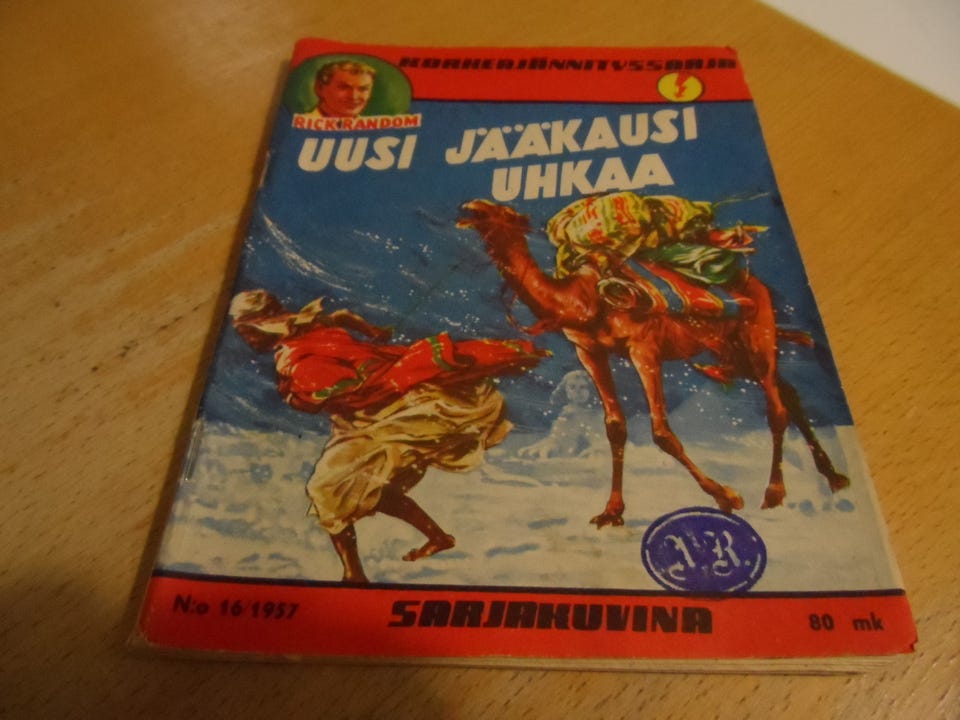 KORKEAJÄNNITYSSARJA
RICK RANDOM
UUSI JÄÄKAUSI
UHKAA
A.R.
N:o 16/1957
SARJAKUVINA
80 mk